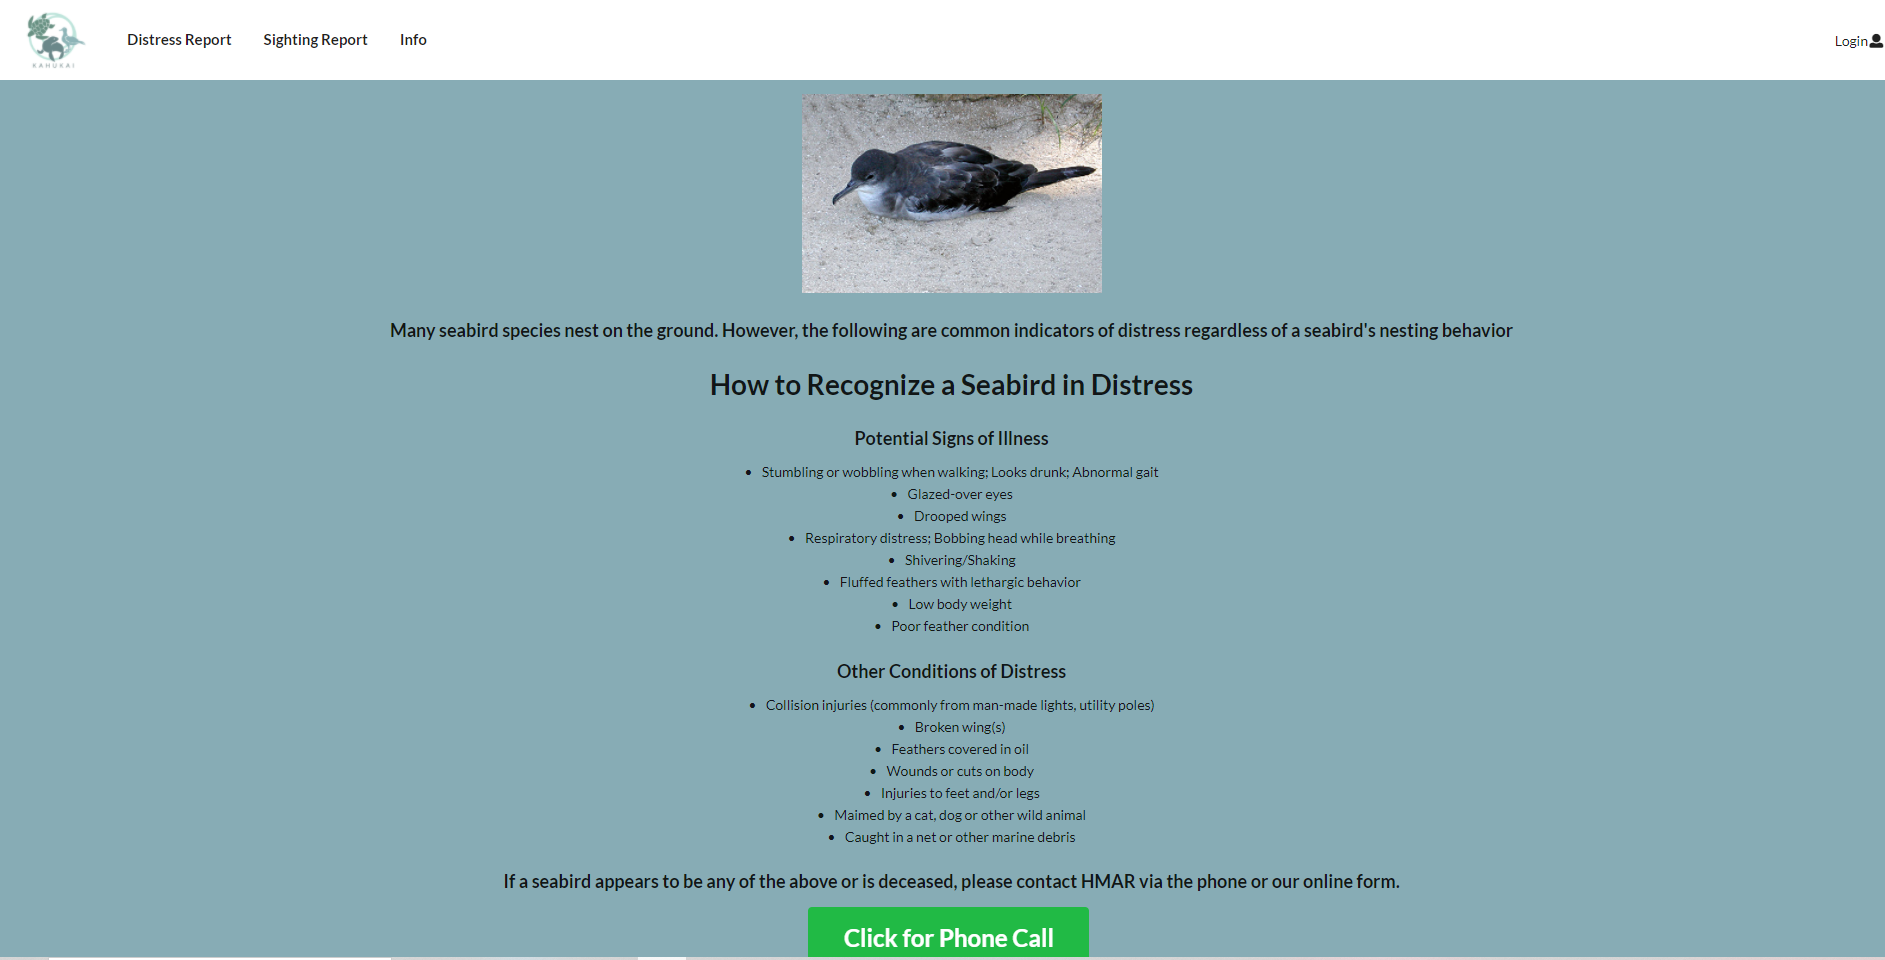 KAHUKAI
Distress Report
Sighting Report
Info
Login
Many seabird species nest on the ground. However, the following are common indicators of distress regardless of a seabird's nesting behavior
How to Recognize a Seabird in Distress
Potential Signs of Illness
• Stumbling or wobbling when walking; Looks drunk; Abnormal gait
• Glazed-over eyes
• Drooped wings
• Respiratory distress; Bobbing head while breathing
• Shivering/Shaking
• Fluffed feathers with lethargic behavior
• Low body weight
• Poor feather condition
Other Conditions of Distress
• Collision injuries (commonly from man-made lights, utility poles)
• Broken wing(s)
• Feathers covered in oil
• Wounds or cuts on body
• Injuries to feet and/or legs
• Maimed by a cat, dog or other wild animal
• Caught in a net or other marine debris
If a seabird appears to be any of the above or is deceased, please contact HMAR via the phone or our online form.
Click for Phone Call